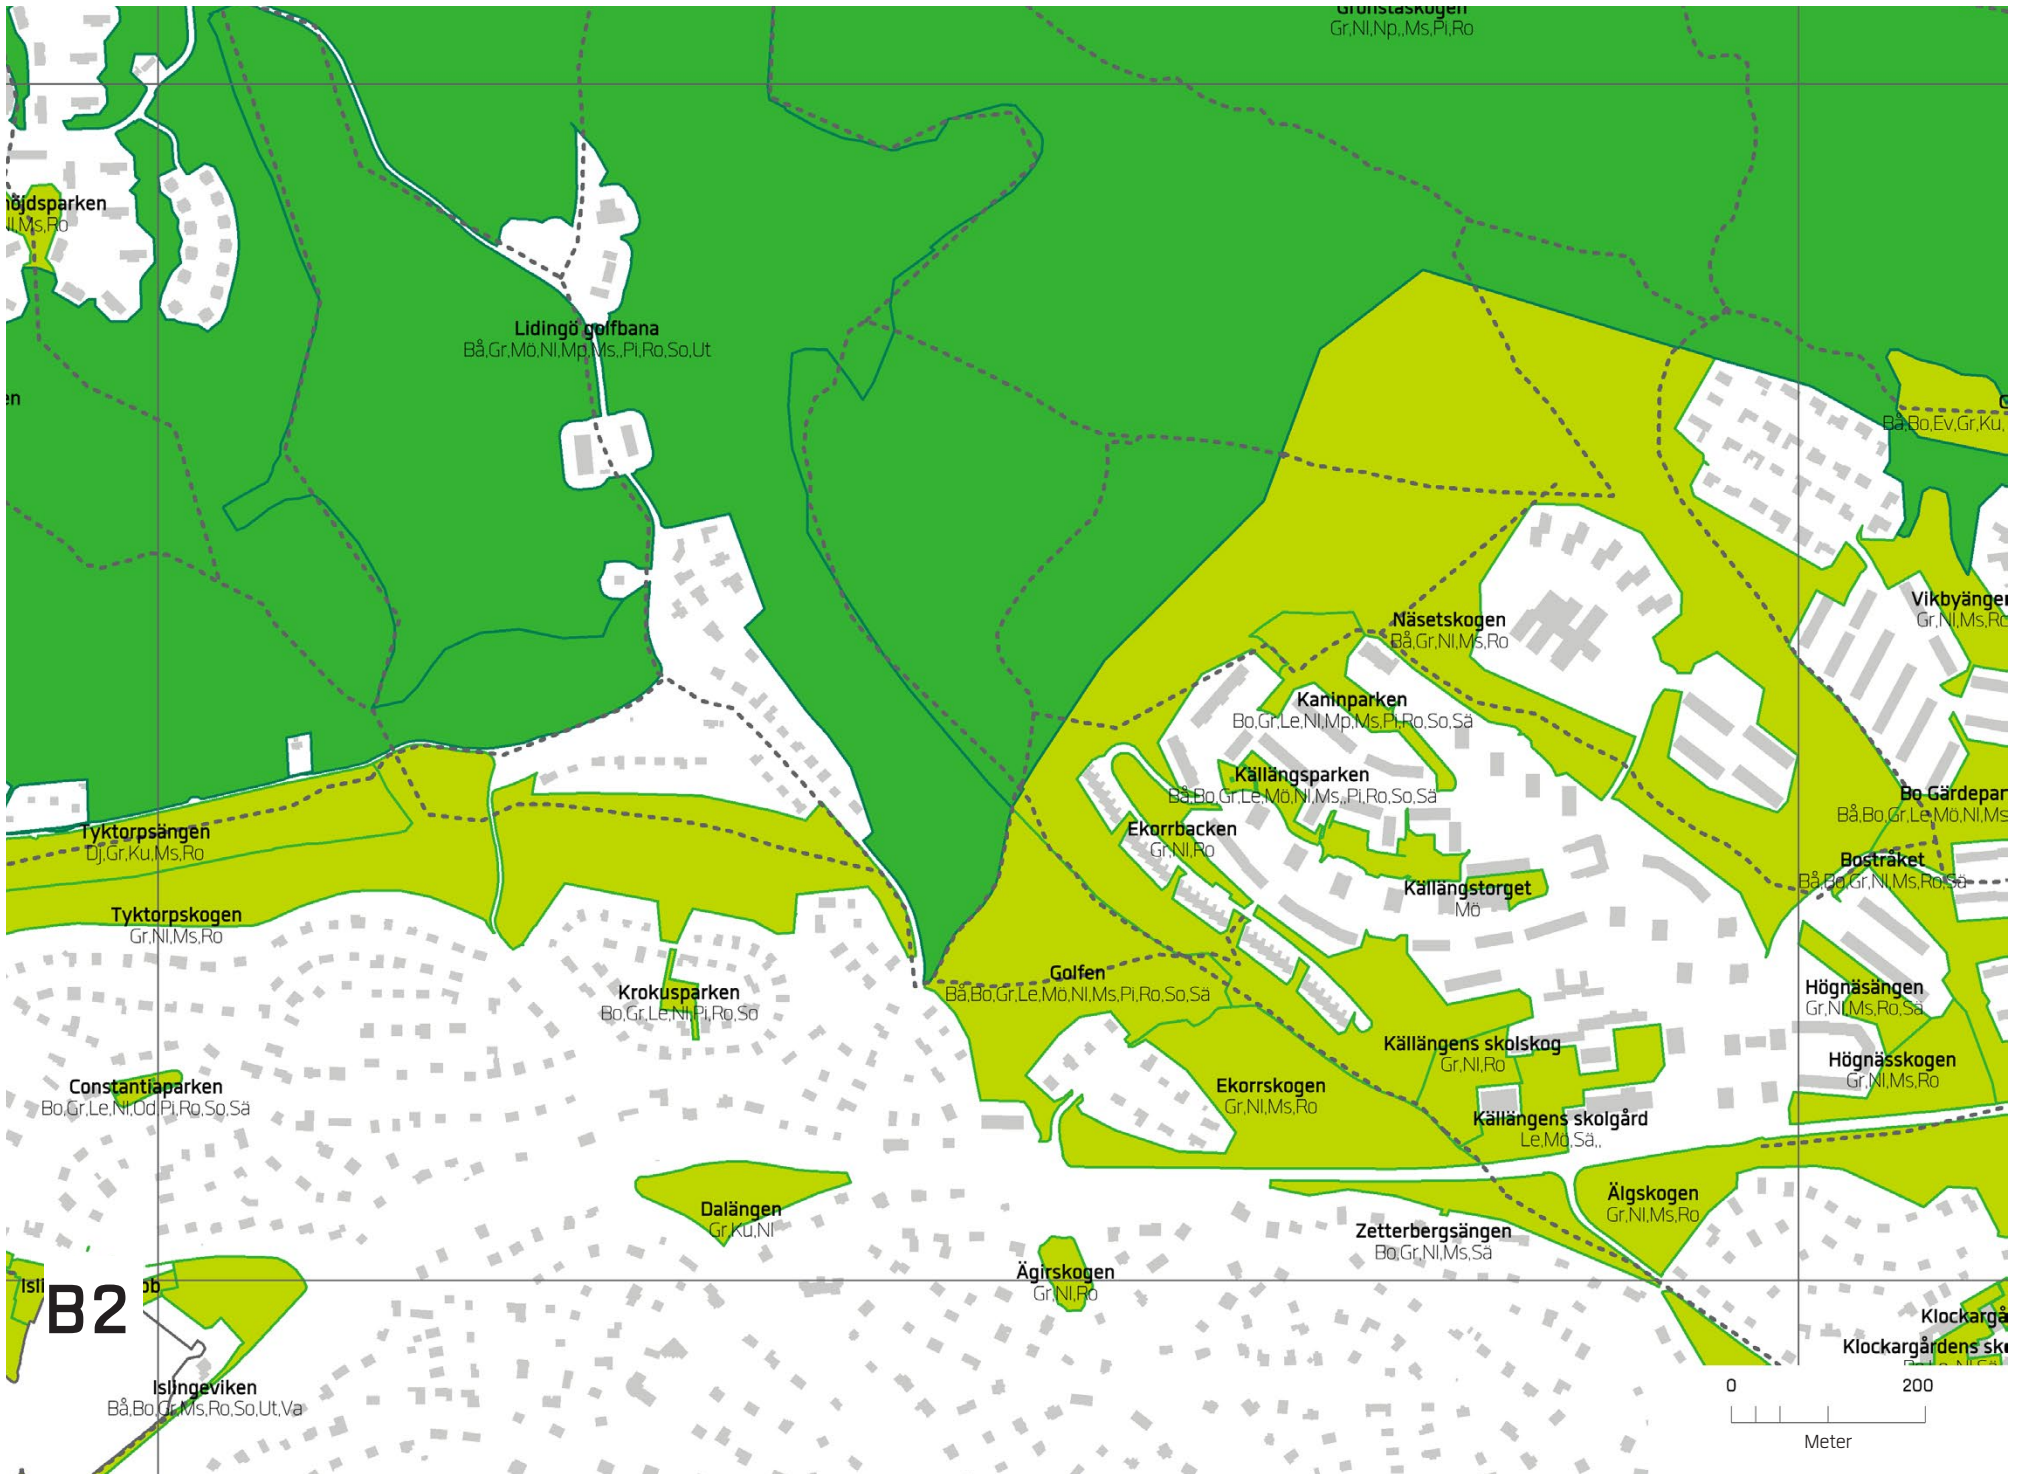 Grönstaskogen
Gr,Nl,Np,,Ms,Pi,Ro
höjdsparken
Nl,Ms,Ro
Lidingö golfbana
Bå,Gr,Mö,Nl,Mp,Ms,,Pi,Ro,So,Ut
en
Bå,Bo,Ev,Gr,Ku,
Näsetskogen
Bå,Gr,Nl,Ms,Ro
Vikbyängen
Gr,Nl,Ms,Ro
Kaninparken
Bo,Gr,Le,Nl,Mp,Ms,Pi,Ro,So,Sä
Källängsparken
Bå,Bo,Gr,Le,Mö,Nl,Ms,,Pi,Ro,So,Sä
Bo Gärdepar
Bå,Bo,Gr,Le,Mö,Nl,Ms
Tyktorpsängen
Dj,Gr,Ku,Ms,Ro
Ekorrbacken
Gr,Nl,Ro
Bostråket
Bå,Bo,Gr,Nl,Ms,Ro,Sä
Källängstorget
Mö
Tyktorpskogen
Gr,Nl,Ms,Ro
Golfen
Bå,Bo,Gr,Le,Mö,Nl,Ms,Pi,Ro,So,Sä
Krokusparken
Bo,Gr,Le,Nl,Pi,Ro,So
Högnäsängen
Gr,Nl,Ms,Ro,Sä
Källängens skolskog
Gr,Nl,Ro
Högnässkogen
Gr,Nl,Ms,Ro
Constantiaparken
Bo,Gr,Le,Nl,Od,Pi,Ro,So,Sä
Ekorrskogen
Gr,Nl,Ms,Ro
Källängens skolgård
Le,Mö,Sä,,
Älgskogen
Gr,Nl,Ms,Ro
Dalängen
Gr,Ku,Nl
Zetterbergsängen
Bo,Gr,Nl,Ms,Sä
Ägirskogen
Gr,Nl,Ro
Isli
bb
B2
Klockargå
Klockargårdens sko
Islingeviken
Bå,Bo,Gr,Ms,Ro,So,Ut,Va
0 200
Meter